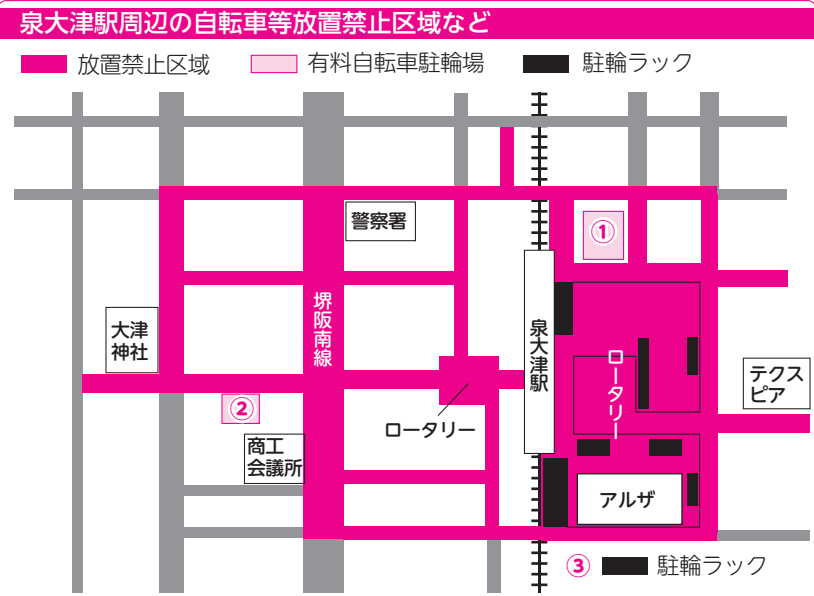 泉大津駅周辺の自転車等放置禁止区域など
放置禁止区域
有料自転車駐輪場
駐輪ラック
警察署
①
堺阪南線
大津
神社
泉大津駅
ロータリー
テクス
ピア
②
ロータリー
商工
会議所
アルザ
③
駐輪ラック